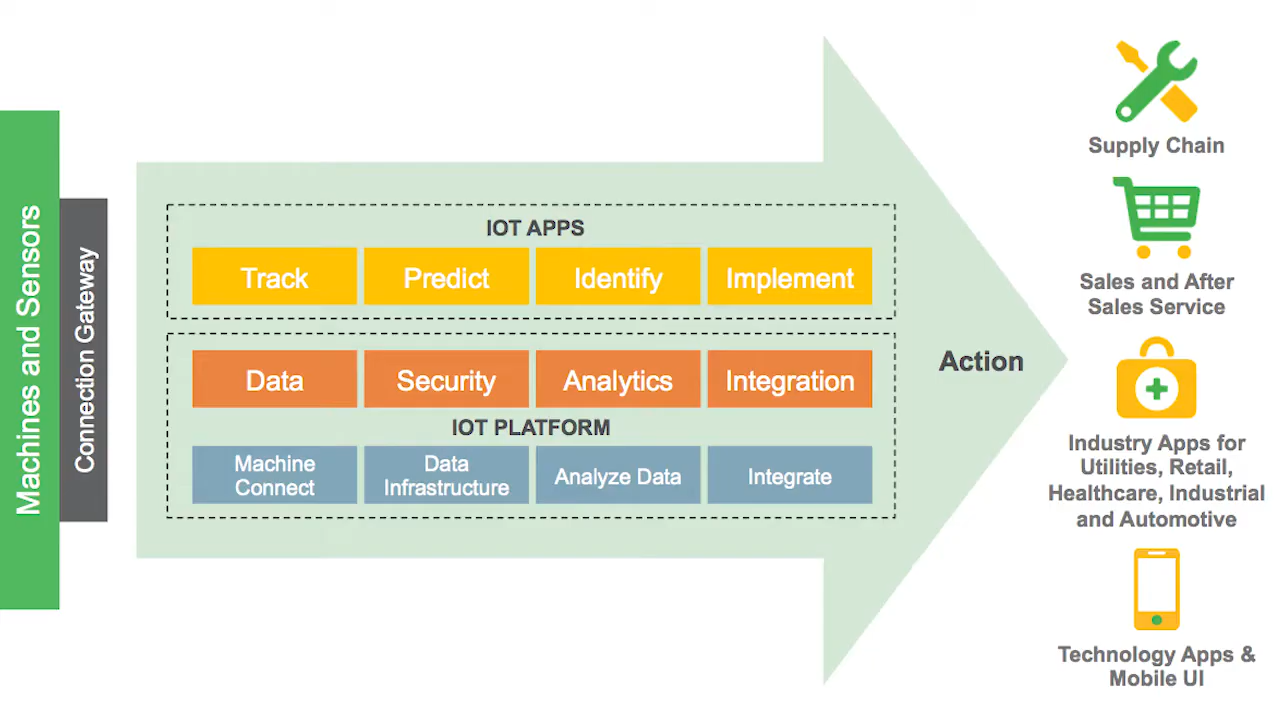 Machines and Sensors
Connection Gateway
IOT APPS
Track
Predict
Identify
Implement
Data
Security
Analytics
Integration
IOT PLATFORM
Machine
Connect
Data
Infrastructure
Analyze Data
Integrate
Action
Supply Chain
Sales and After
Sales Service
Industry Apps for
Utilities, Retail,
Healthcare, Industrial
and Automotive
Technology Apps &
Mobile UI